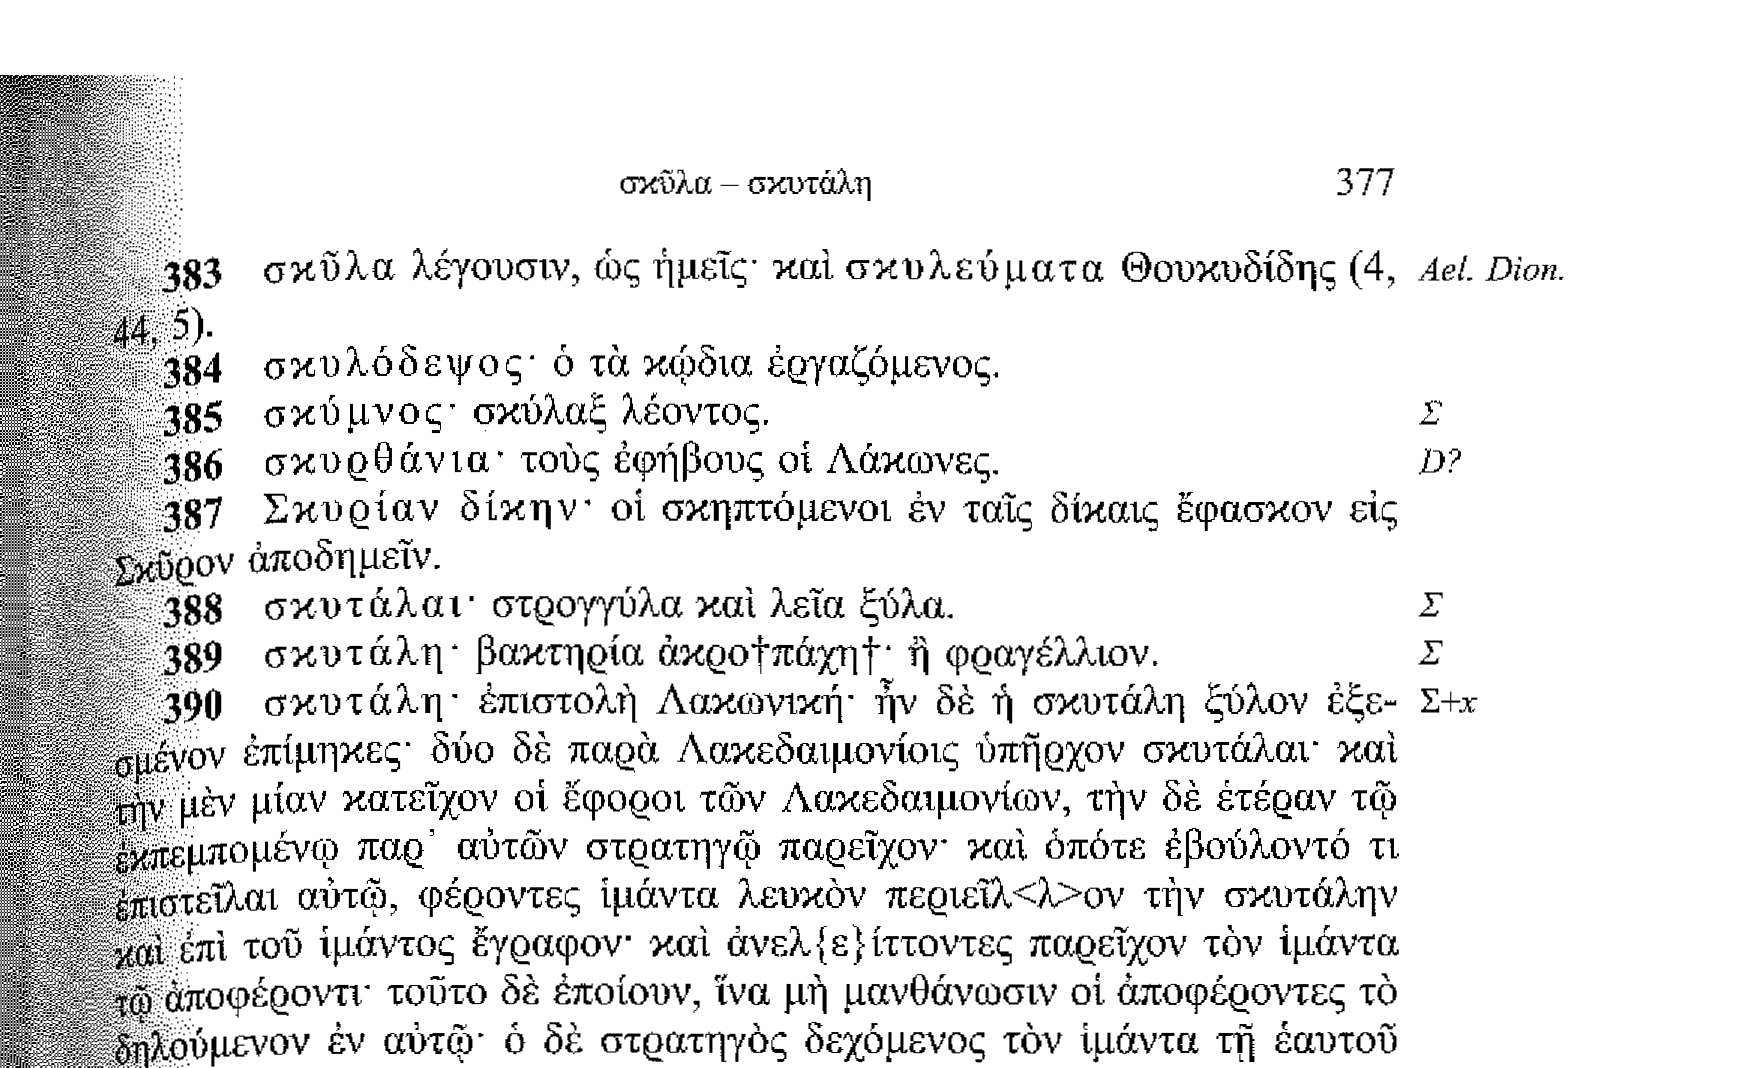 σκῦλα – σκυτάλη 377
383 σκῦλα λέγουσιν, ὡς ἡμεῖς· καὶ σκυλεύματα Θουκυδίδης (4, Ael. Dion.
44, 5).
384 σκυλόδεψος· ὁ τὰ κῴδια ἐργαζόμενος.
385 σκύμνος· σκύλαξ λέοντος. Σ
386 σκυρθάνια· τοὺς ἐφήβους οἱ Λάκωνες. D?
387 Σκυρίαν δίκην· οἱ σκηπτόμενοι ἐν ταῖς δίκαις ἔφασκον εἰς
Σκῦρον ἀποδημεῖν.
388 σκυτάλαι· στρογγύλα καὶ λεῖα ξύλα. Σ
389 σκυτάλη· βακτηρία ἀκρο†πάχη†· ἢ φραγέλλιον. Σ
390 σκυτάλη· ἐπιστολὴ Λακωνική· ἦν δὲ ἡ σκυτάλη ξύλον ἐξε- Σ+x
σμένον ἐπίμηκες· δύο δὲ παρὰ Λακεδαιμονίοις ὑπῆρχον σκυτάλαι· καὶ
τὴν μὲν μίαν κατεῖχον οἱ ἔφοροι τῶν Λακεδαιμονίων, τὴν δὲ ἑτέραν τῷ
ἐκπεμπομένῳ παρ᾽ αὐτῶν στρατηγῷ παρεῖχον· καὶ ὁπότε ἐβούλοντό τι
ἐπιστεῖλαι αὐτῷ, φέροντες ἱμάντα λευκὸν περιεῖλ<λ>ον τὴν σκυτάλην
καὶ ἐπὶ τοῦ ἱμάντος ἔγραφον· καὶ ἀνελ{ε}ίττοντες παρεῖχον τὸν ἱμάντα
τῷ ἀποφέροντι· τοῦτο δὲ ἐποίουν, ἵνα μὴ μανθάνωσιν οἱ ἀποφέροντες τὸ
δηλούμενον ἐν αὐτῷ· ὁ δὲ στρατηγὸς δεχόμενος τὸν ἱμάντα τῇ ἑαυτοῦ